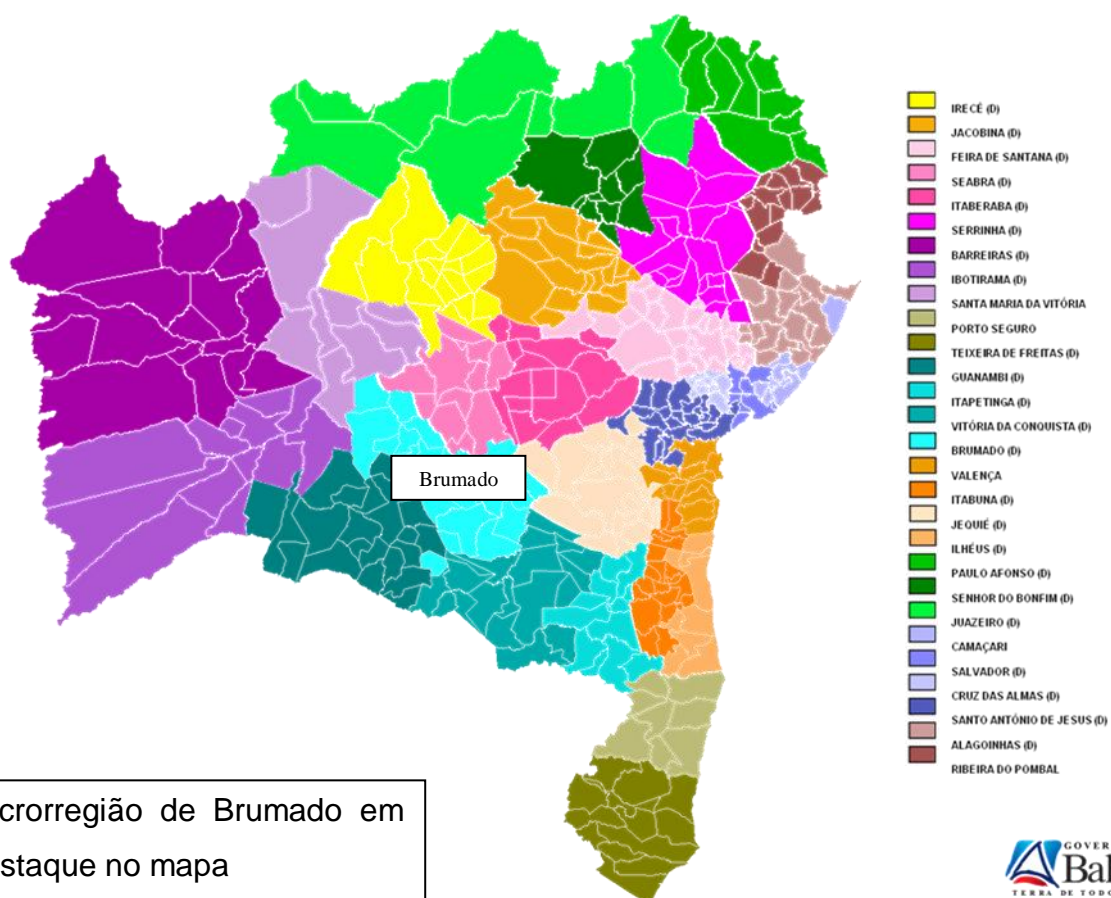 Brumado
IRECÊ (D)
JACOBINA (D)
FEIRA DE SANTANA (D)
SEABRA (D)
ITABERABA (D)
SERRINHA (D)
BARREIRAS (D)
IBOTIRAMA (D)
SANTA MARIA DA VITÓRIA
PORTO SEGURO
TEIXEIRA DE FREITAS (D)
GUANAMBI (D)
ITAPETINGA (D)
VITÓRIA DA CONQUISTA (D)
BRUMADO (D)
VALENÇA
ITABUNA (D)
JEQUIÉ (D)
ILHÉUS (D)
PAULO AFONSO (D)
SENHOR DO BONFIM (D)
JUAZEIRO (D)
CAMAÇARI
SALVADOR (D)
CRUZ DAS ALMAS (D)
SANTO ANTÓNIO DE JESUS (D)
ALAGOINHAS (D)
RIBEIRA DO POMBAL
crorregião de Brumado em
staque no mapa
GOVER
Bal
TERRA DE TODO